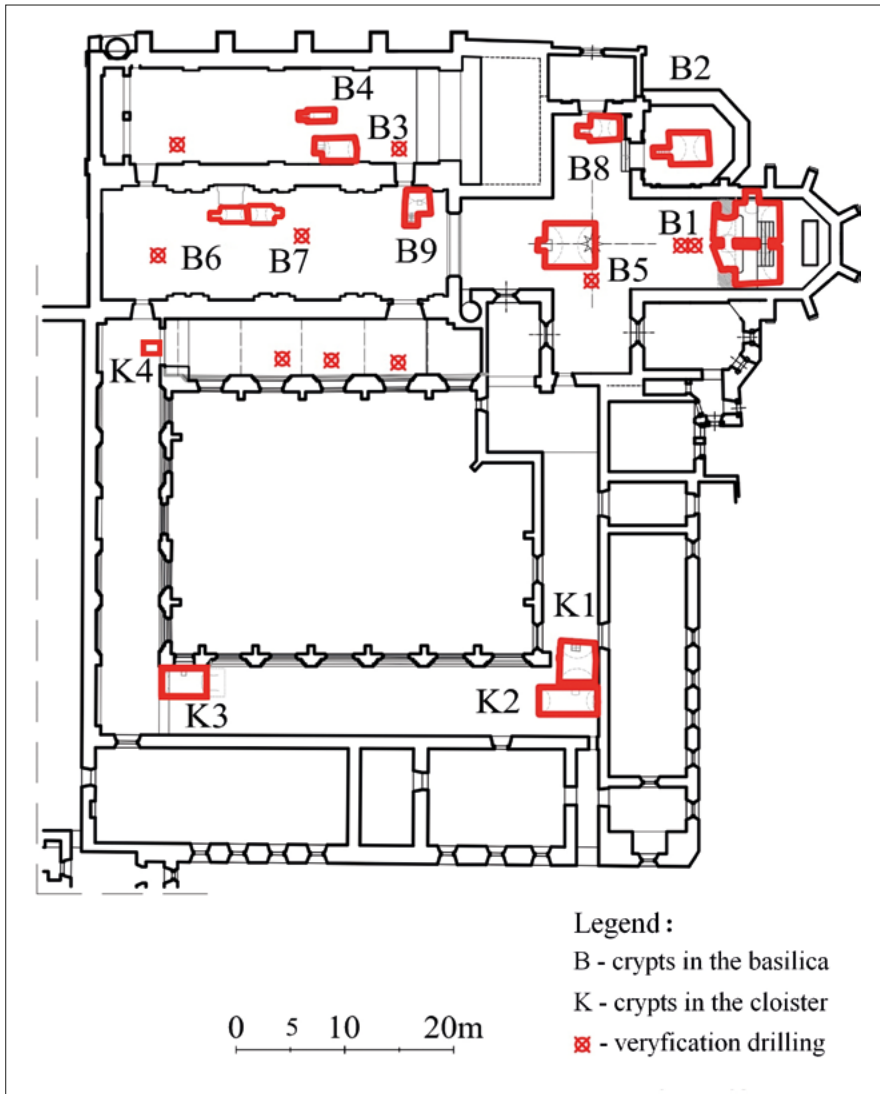 B2
B4
B3
B8
B1
B9
B6
B7
B5
K4
K1
K3
K2
Legend :
B - crypts in the basilica
K - crypts in the cloister
- veryfication drilling
0 5 10 20m